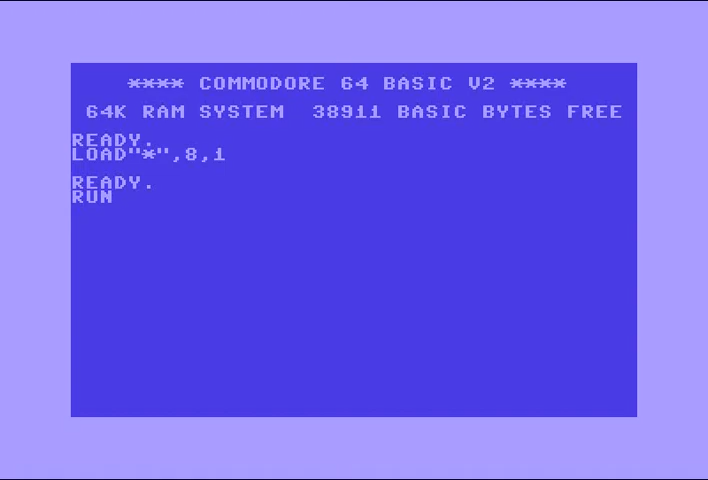 **** COMMODORE 64 BASIC V2 ****
64K RAM SYSTEM  38911 BASIC BYTES FREE
READY.
LOAD"*",8,1
READY.
RUN